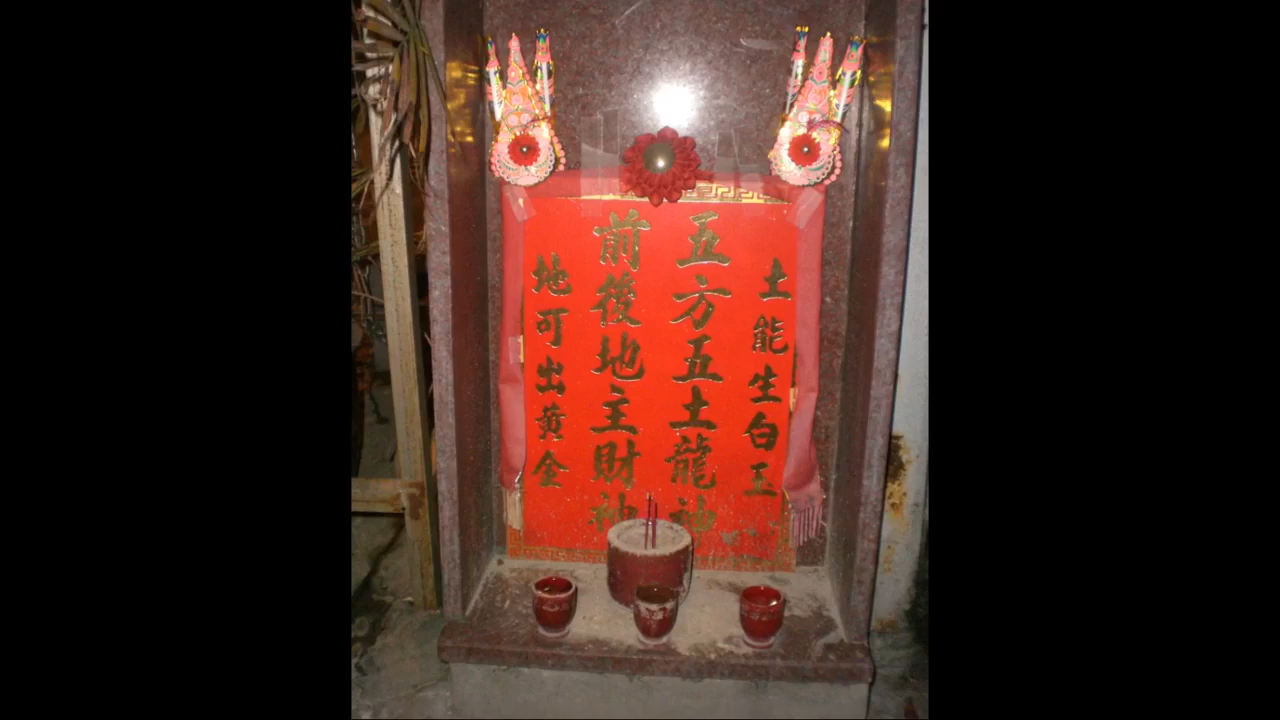 土能生白玉
五方五土龍神
前後地主財神
地可出黃金